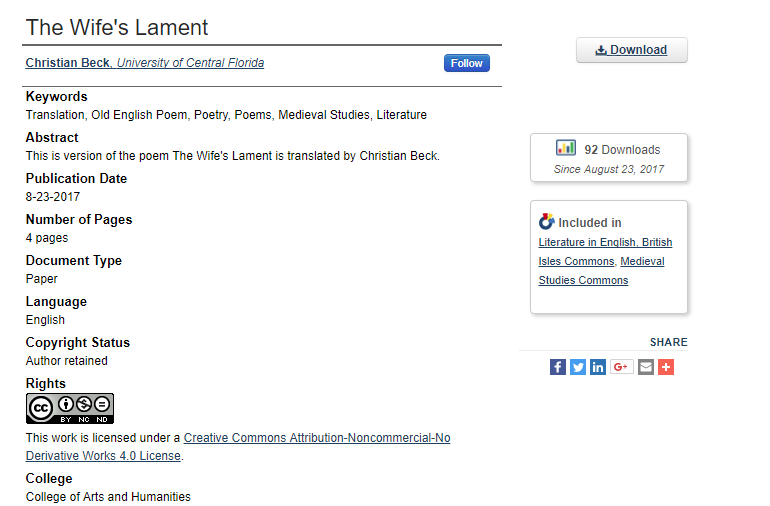 The Wife's Lament
Christian Beck, University of Central Florida
Follow
Keywords
Translation, Old English Poem, Poetry, Poems, Medieval Studies, Literature
Abstract
This is version of the poem The Wife's Lament is translated by Christian Beck.
Publication Date
8-23-2017
Number of Pages
4 pages
Document Type
Paper
Language
English
Copyright Status
Author retained
Rights
cc
BY NC ND
This work is licensed under a Creative Commons Attribution-Noncommercial-No
Derivative Works 4.0 License.
College
College of Arts and Humanities
Download
92 Downloads
Since August 23, 2017
Included in
Literature in English, British
Isles Commons, Medieval
Studies Commons
SHARE
f in G+ +